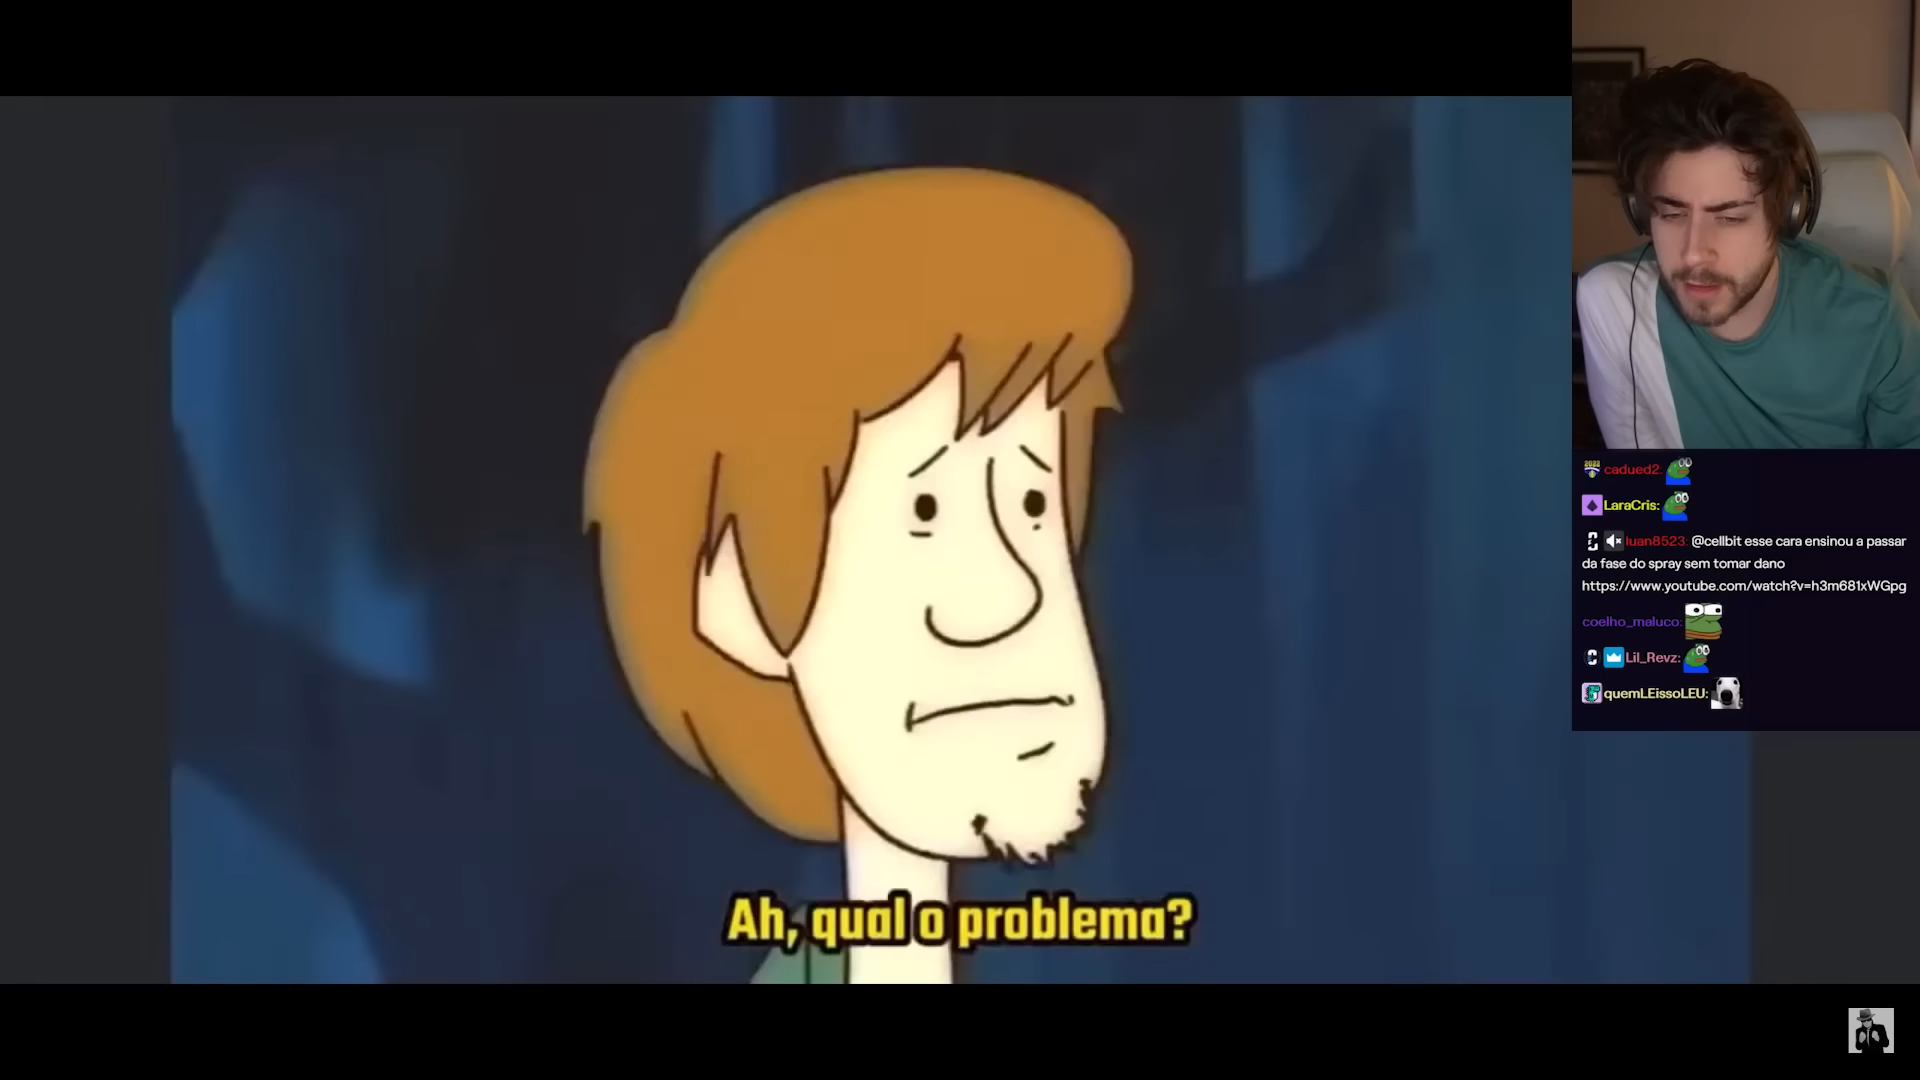 Ah, qual o problema?
cadued2:
LaraCris:
luan8523: @cellbit esse cara ensinou a passar
da fase do spray sem tomar dano
https://www.youtube.com/watch?v=h3m681xWGpg
coelho_maluco:
Lil_Revz:
quemLEissoLEU: